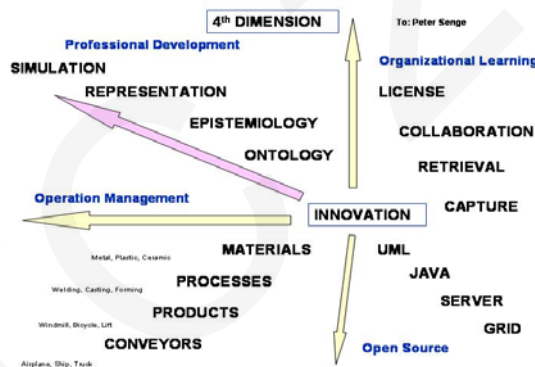 4th DIMENSION
To: Peter Senge
Professional Development
Organizational Learning
SIMULATION
LICENSE
REPRESENTATION
COLLABORATION
EPISTEMIOLOGY
ONTOLOGY
RETRIEVAL
Operation Management
CAPTURE
INNOVATION
MATERIALS
UML
Metal, Plastic, Ceramic
JAVA
PROCESSES
Welding, Casting, Forming
SERVER
PRODUCTS
Windmill, Bicycle, Lift
GRID
CONVEYORS
Open Source
Airplane, Ship, Truck